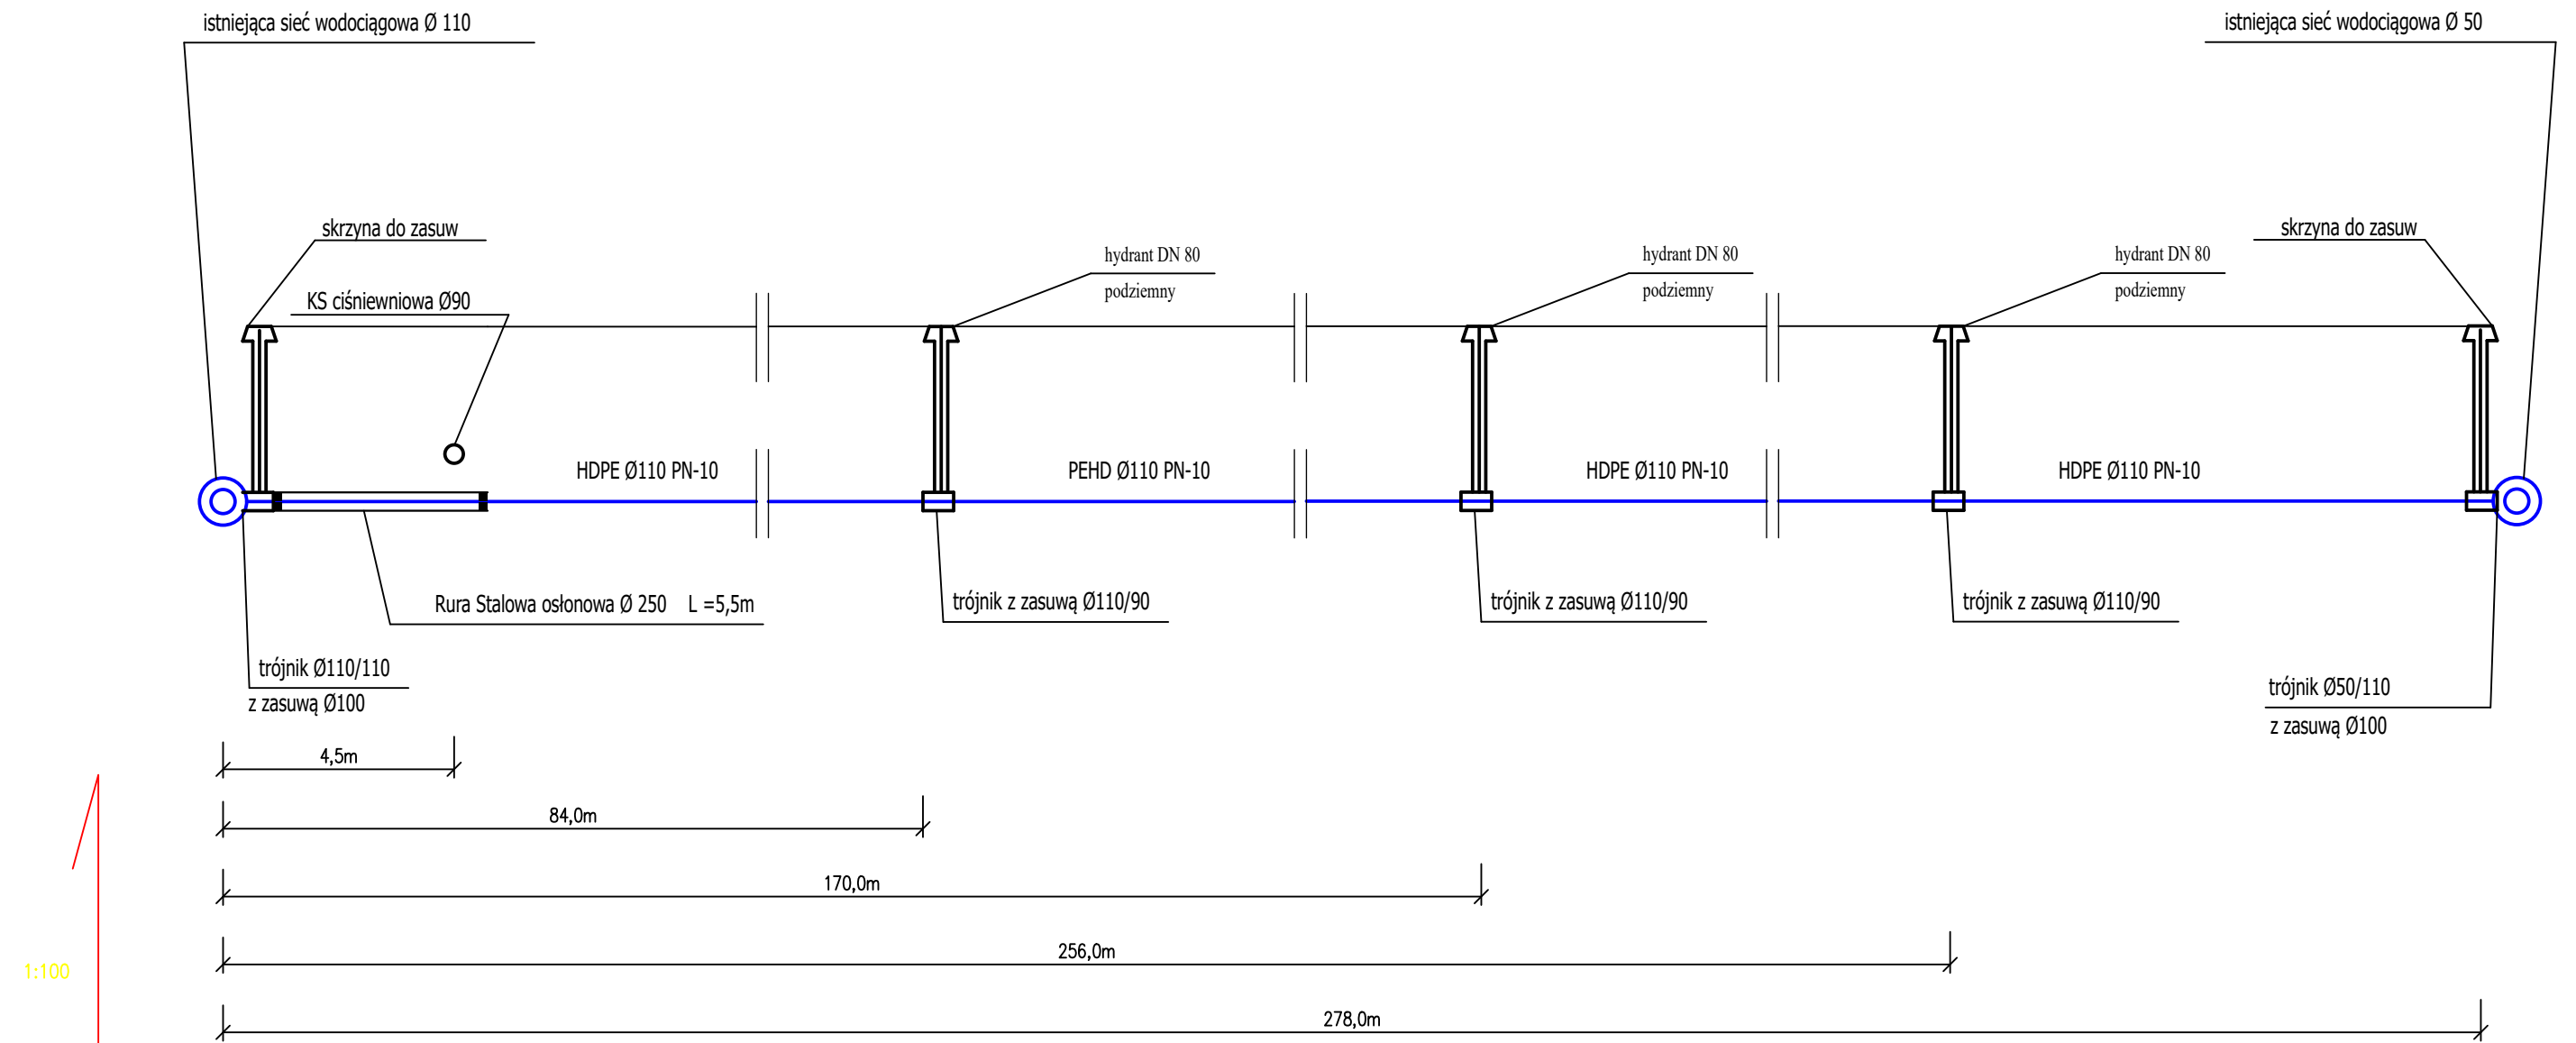 istniejąca sieć wodociągowa Ø 110
istniejąca sieć wodociągowa Ø 50
skrzyna do zasuw
skrzyna do zasuw
hydrant DN 80
podziemny
hydrant DN 80
podziemny
hydrant DN 80
podziemny
KS ciśniewniowa Ø90
HDPE Ø110 PN-10
PEHD Ø110 PN-10
HDPE Ø110 PN-10
HDPE Ø110 PN-10
Rura Stalowa osłonowa Ø 250 L =5,5m
trójnik z zasuwą Ø110/90
trójnik z zasuwą Ø110/90
trójnik z zasuwą Ø110/90
trójnik Ø110/110
z zasuwą Ø100
trójnik Ø50/110
z zasuwą Ø100
4,5m
84,0m
170,0m
256,0m
1:100
278,0m